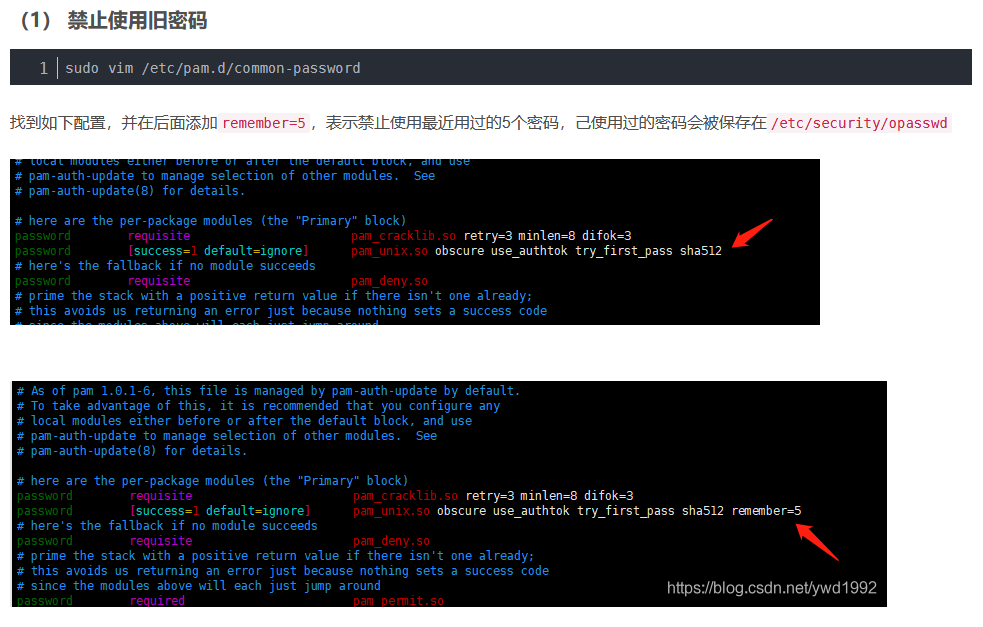 （1） 禁止使用旧密码
1 sudo vim /etc/pam.d/common-password
找到如下配置，并在后面添加 remember=5 ，表示禁止使用最近用过的5个密码，己使用过的密码会被保存在 /etc/security/opasswd
# local modules either before or after the default block, and use
# pam-auth-update to manage selection of other modules.  See
# pam-auth-update(8) for details.
# here are the per-package modules (the "Primary" block)
password requisite pam_cracklib.so retry=3 minlen=8 difok=3
password [success=1 default=ignore] pam_unix.so obscure use_authtok try_first_pass sha512
# here's the fallback if no module succeeds
password requisite pam_deny.so
# prime the stack with a positive return value if there isn't one already;
# this avoids us returning an error just because nothing sets a success code
# since the modules above will each just jump around
# As of pam 1.0.1-6, this file is managed by pam-auth-update by default.
# To take advantage of this, it is recommended that you configure any
# local modules either before or after the default block, and use
# pam-auth-update to manage selection of other modules.  See
# pam-auth-update(8) for details.
# here are the per-package modules (the "Primary" block)
password requisite pam_cracklib.so retry=3 minlen=8 difok=3
password [success=1 default=ignore] pam_unix.so obscure use_authtok try_first_pass sha512 remember=5
# here's the fallback if no module succeeds
password requisite pam_deny.so
# prime the stack with a positive return value if there isn't one already;
# this avoids us returning an error just because nothing sets a success code
# since the modules above will each just jump around
password required pam_permit.so
https://blog.csdn.net/ywd1992